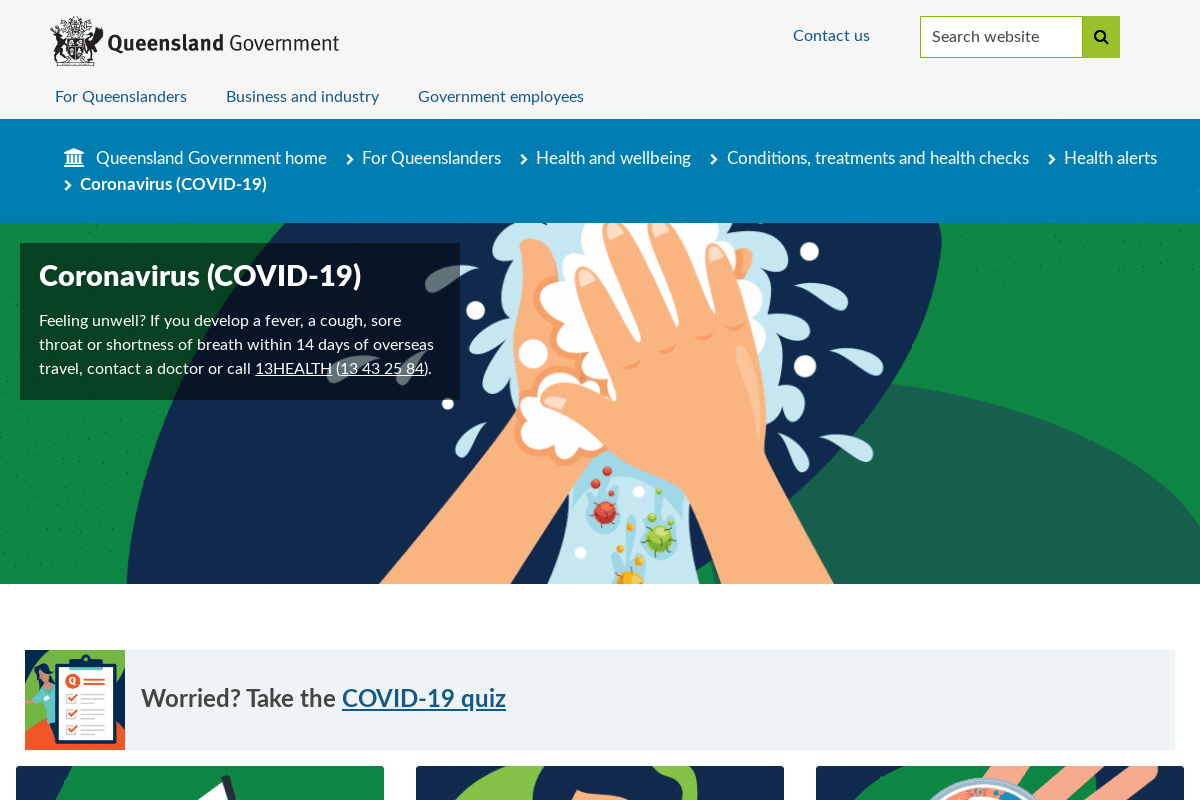 Queensland Government
Contact us
Search website
For Queenslanders
Business and industry
Government employees
Queensland Government home
For Queenslanders
Health and wellbeing
Conditions, treatments and health checks
Health alerts
Coronavirus (COVID-19)
Coronavirus (COVID-19)
Feeling unwell? If you develop a fever, a cough, sore
throat or shortness of breath within 14 days of overseas
travel, contact a doctor or call 13HEALTH (13 43 25 84).
Q
Worried? Take the COVID-19 quiz